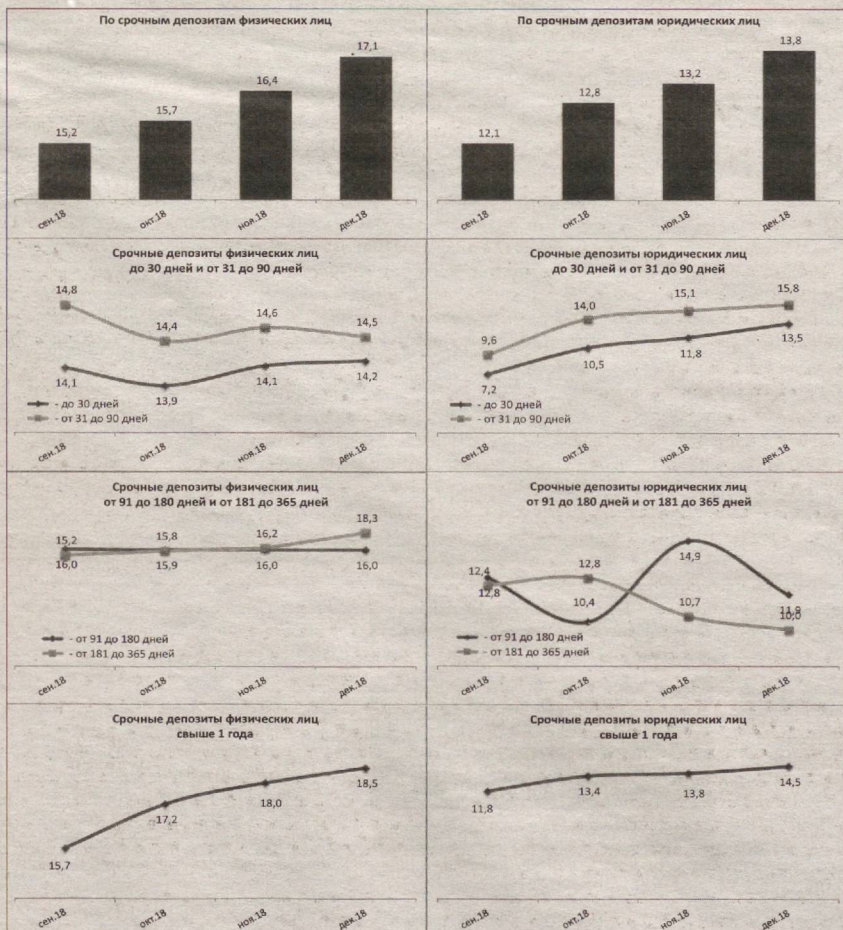 По срочным депозитам физических лиц
17,1
16,4
15,7
15,2
сен.18
окт.18
ноя.18
дек.18
По срочным депозитам юридических лиц
13,8
13,2
12,8
12,1
сен.18
окт.18
ноя.18
дек.18
Срочные депозиты физических лиц
до 30 дней и от 31 до 90 дней
14,8
14,4
14,6
14,5
14,1
13,9
14,1
14,2
- до 30 дней
- от 31 до 90 дней
сен.18
окт.18
ноя.18
дек.18
Срочные депозиты юридических лиц
до 30 дней и от 31 до 90 дней
9,6
14,0
15,1
15,8
7,2
10,5
11,8
13,5
- до 30 дней
- от 31 до 90 дней
сен.18
окт.18
ноя.18
дек.18
Срочные депозиты физических лиц
от 91 до 180 дней и от 181 до 365 дней
15,2
15,8
16,2
18,3
16,0
15,9
16,0
16,0
- от 91 до 180 дней
- от 181 до 365 дней
сен.18
окт.18
ноя.18
дек.18
Срочные депозиты юридических лиц
от 91 до 180 дней и от 181 до 365 дней
12,4
12,8
12,8
10,4
14,9
10,7
11,9
10,0
- от 91 до 180 дней
- от 181 до 365 дней
сен.18
окт.18
ноя.18
дек.18
Срочные депозиты физических лиц
свыше 1 года
15,7
17,2
18,0
18,5
сен.18
окт.18
ноя.18
дек.18
Срочные депозиты юридических лиц
свыше 1 года
11,8
13,4
13,8
14,5
сен.18
окт.18
ноя.18
дек.18